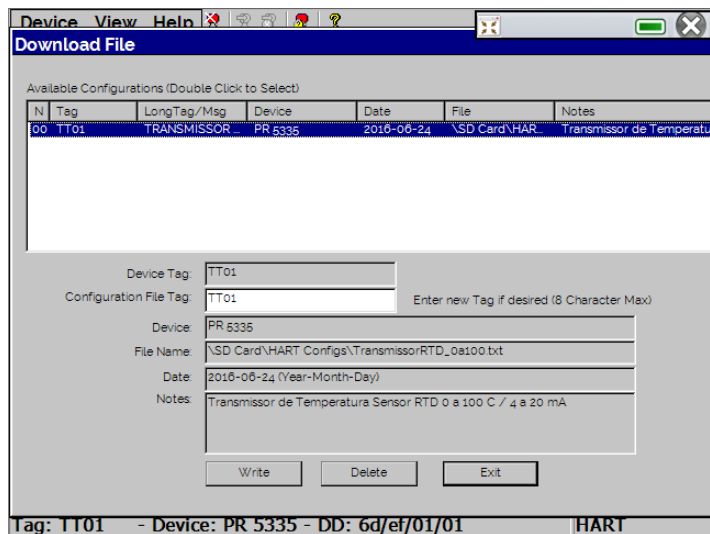 Device View Help
Download File
Available Configurations (Double Click to Select)
N Tag LongTag/Msg Device Date File Notes
00 TT01 TRANSMISSOR ... PR 5335 2016-06-24 \SD Card\HAR... Transmissor de Temperatu
Device Tag: TT01
Configuration File Tag: TT01 Enter new Tag if desired (8 Character Max)
Device: PR 5335
File Name: \SD Card\HART Configs\TransmissorRTD_0a100.txt
Date: 2016-06-24 (Year-Month-Day)
Notes: Transmissor de Temperatura Sensor RTD 0 a 100 C / 4 a 20 mA
Write Delete Exit
Tag: TT01 - Device: PR 5335 - DD: 6d/ef/01/01 HART